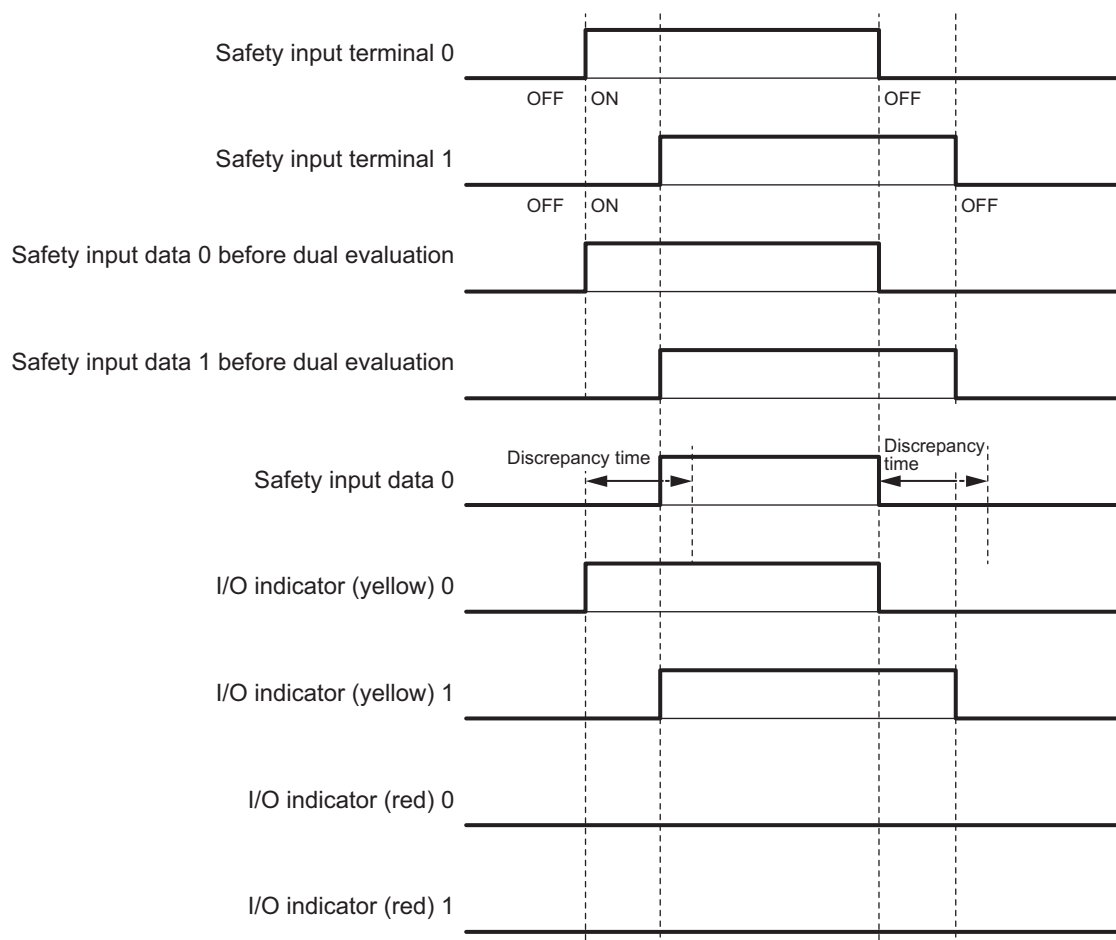 Safety input terminal 0
OFF ON OFF
Safety input terminal 1
OFF ON OFF
Safety input data 0 before dual evaluation
Safety input data 1 before dual evaluation
Safety input data 0
Discrepancy time
Discrepancy
time
I/O indicator (yellow) 0
I/O indicator (yellow) 1
I/O indicator (red) 0
I/O indicator (red) 1